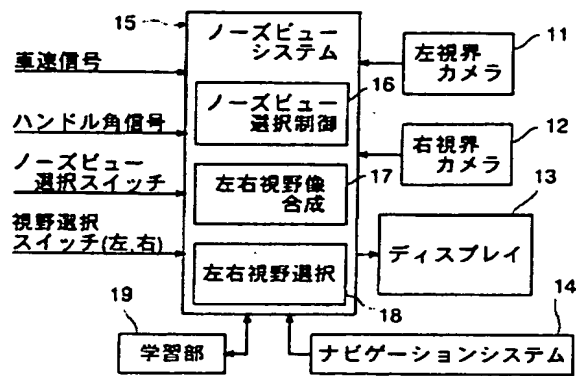 15
ノーズビュー
システム
車速信号
ハンドル角信号
ノーズビュー
選択スイッチ
視野選択
スイッチ(左,右)
ノーズビュー
選択制御
16
左右視野像
合成
17
左右視野選択
18
左視界
カメラ
11
右視界
カメラ
12
ディスプレイ
13
学習部
19
ナビゲーションシステム
14